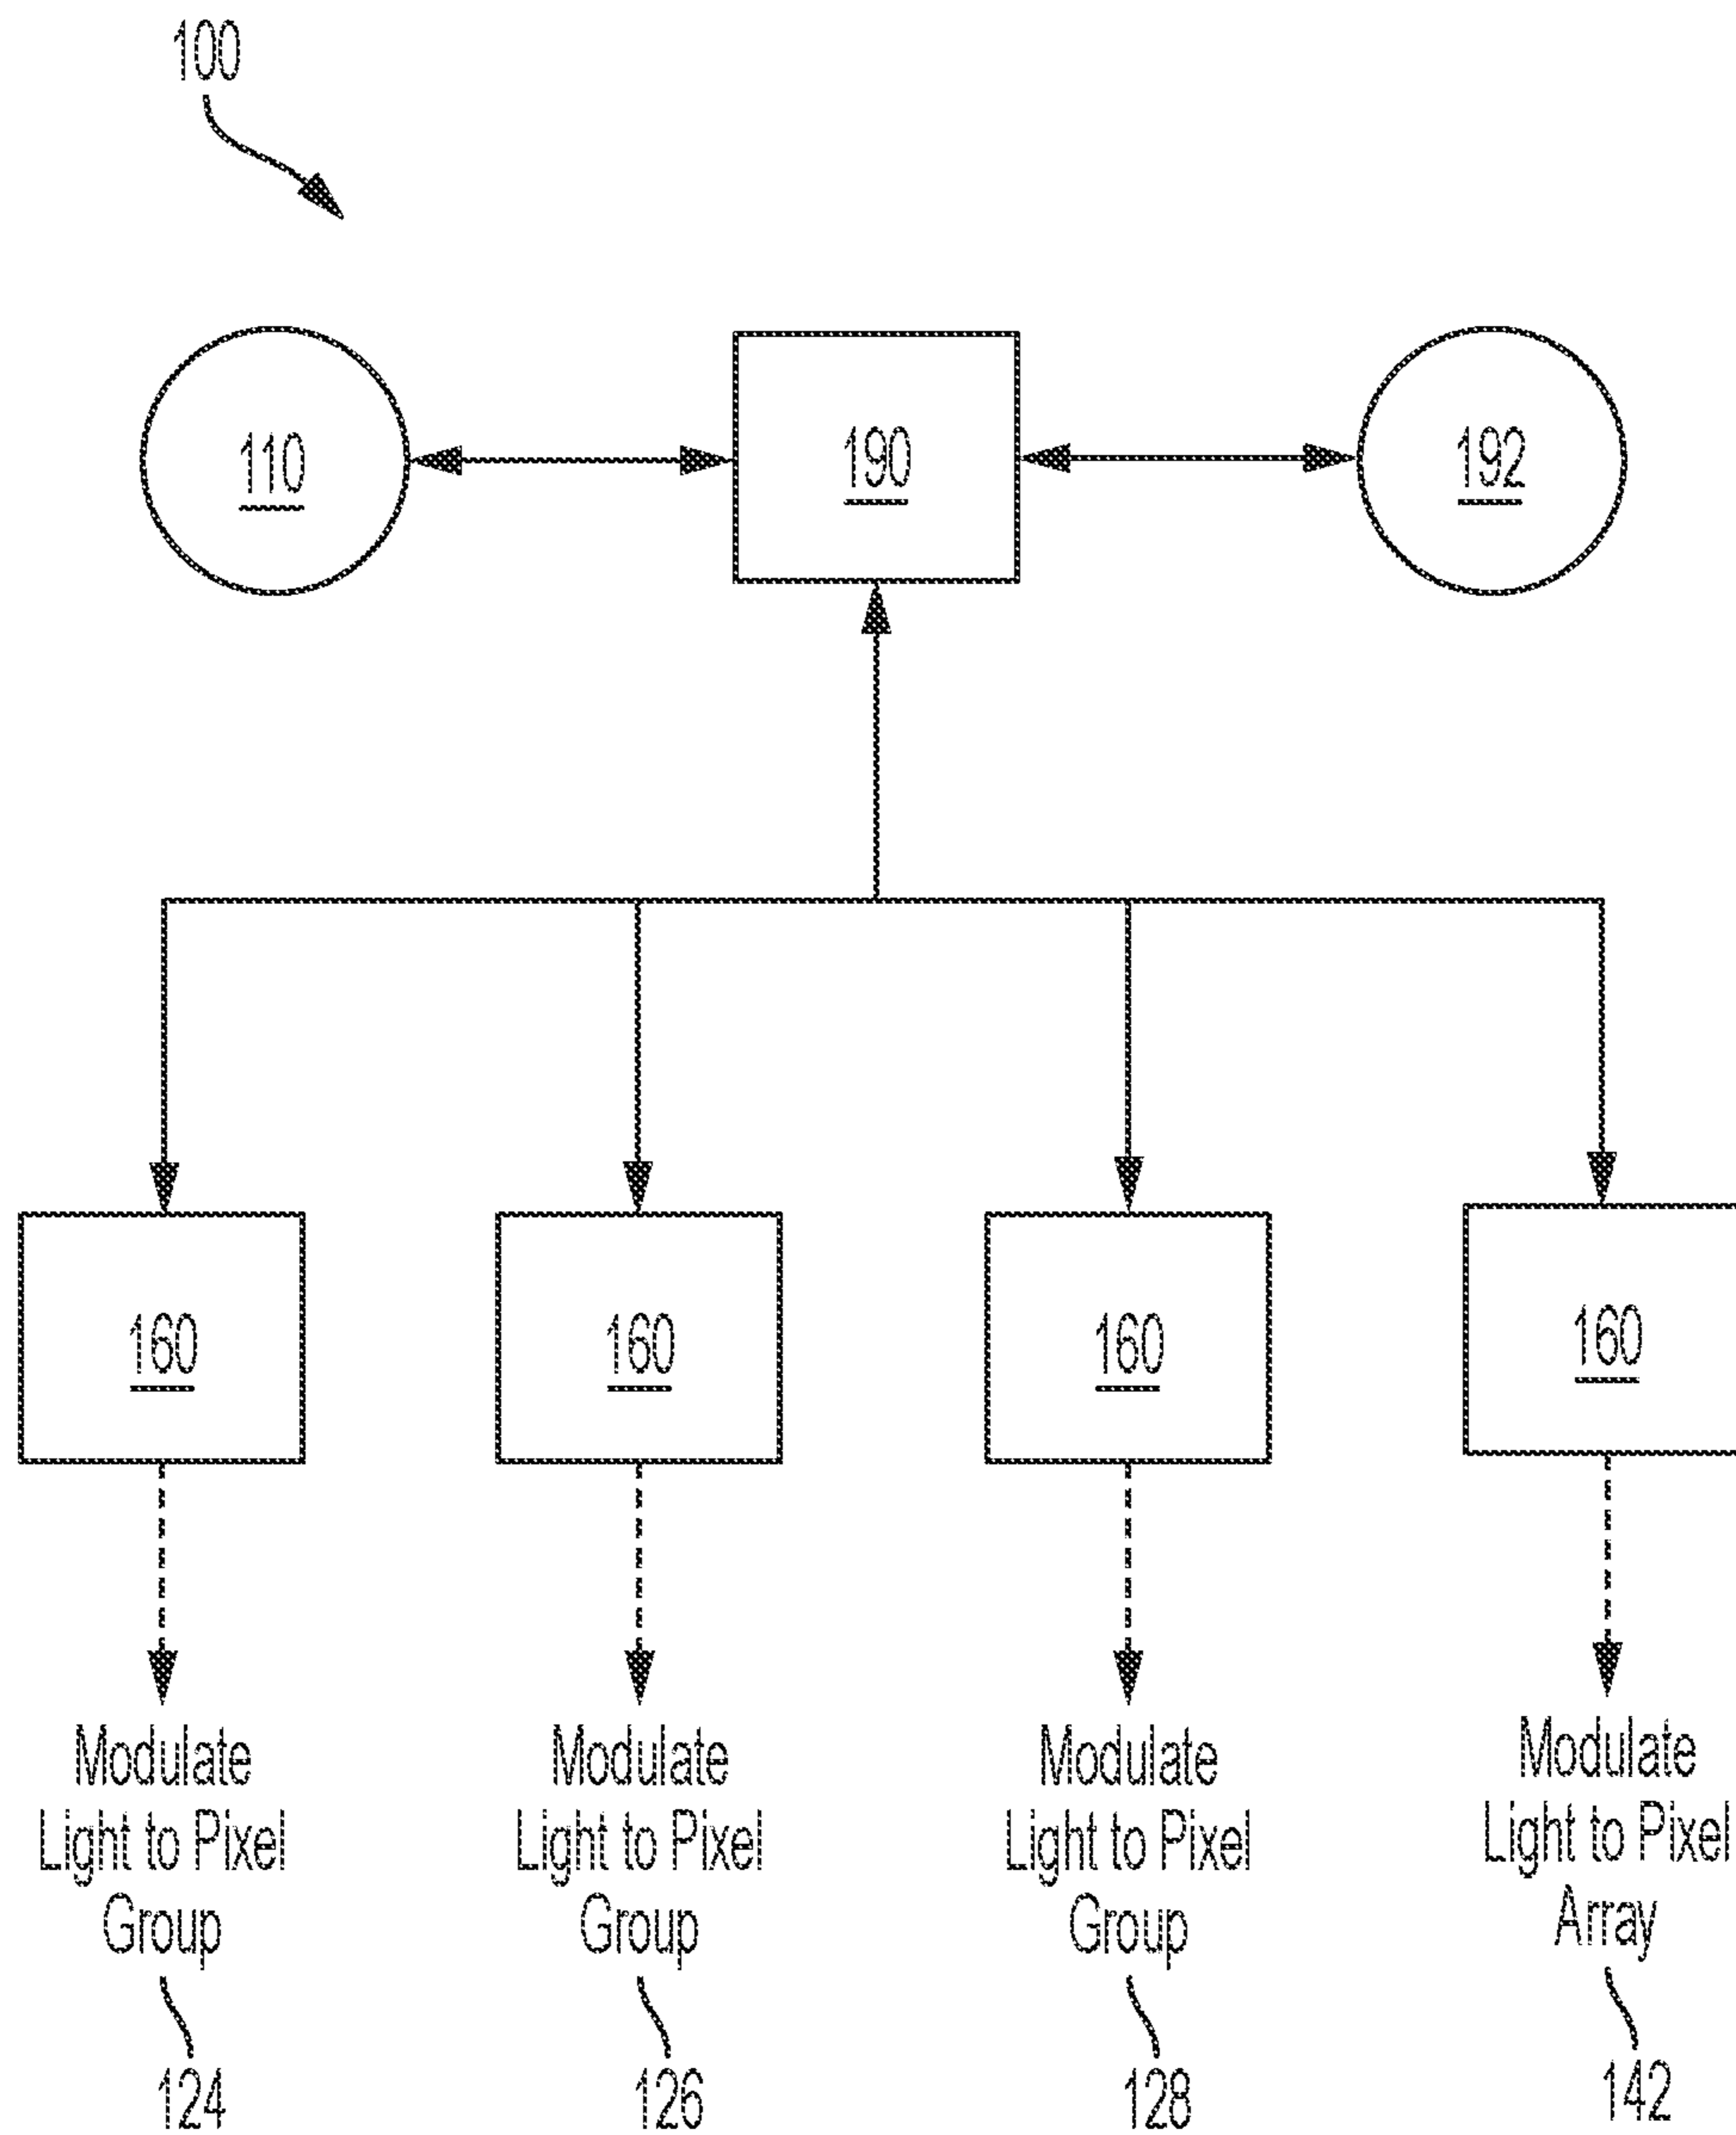 100
110
190
192
160
160
160
160
Modulate
Light to Pixel
Group
124
Modulate
Light to Pixel
Group
126
Modulate
Light to Pixel
Group
128
Modulate
Light to Pixel
Array
142